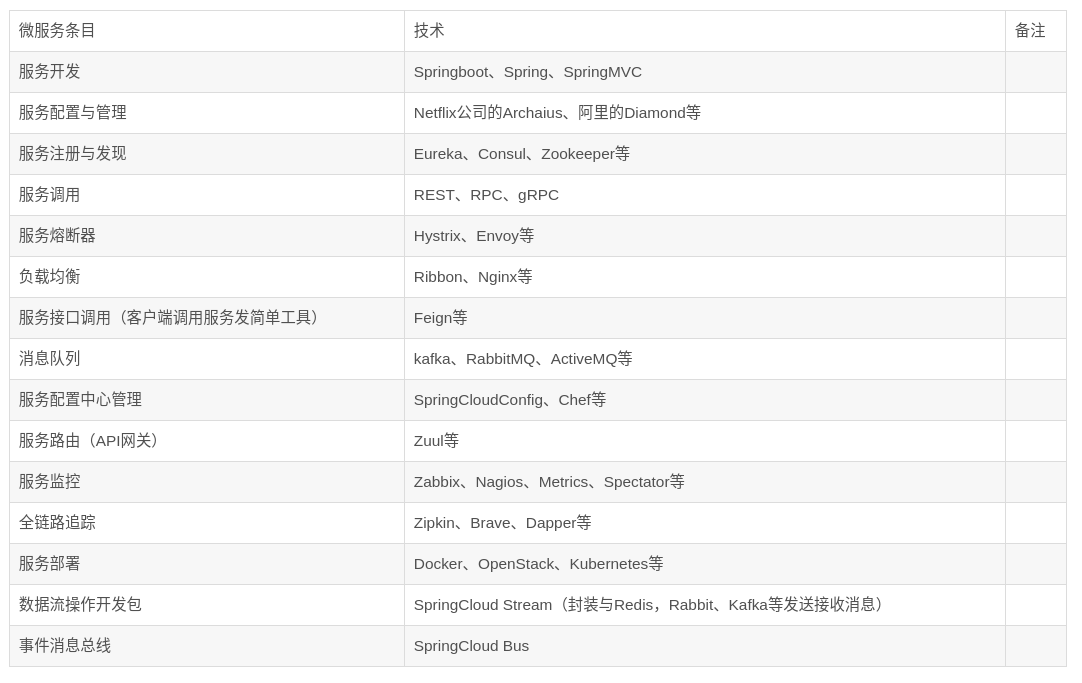 微服务条目 技术 备注
服务开发 Springboot、Spring、SpringMVC
服务配置与管理 Netflix公司的Archaius、阿里的Diamond等
服务注册与发现 Eureka、Consul、Zookeeper等
服务调用 REST、RPC、gRPC
服务熔断器 Hystrix、Envoy等
负载均衡 Ribbon、Nginx等
服务接口调用（客户端调用服务发简单工具） Feign等
消息队列 kafka、RabbitMQ、ActiveMQ等
服务配置中心管理 SpringCloudConfig、Chef等
服务路由（API网关） Zuul等
服务监控 Zabbix、Nagios、Metrics、Spectator等
全链路追踪 Zipkin、Brave、Dapper等
服务部署 Docker、OpenStack、Kubernetes等
数据流操作开发包 SpringCloud Stream（封装与Redis，Rabbit、Kafka等发送接收消息）
事件消息总线 SpringCloud Bus